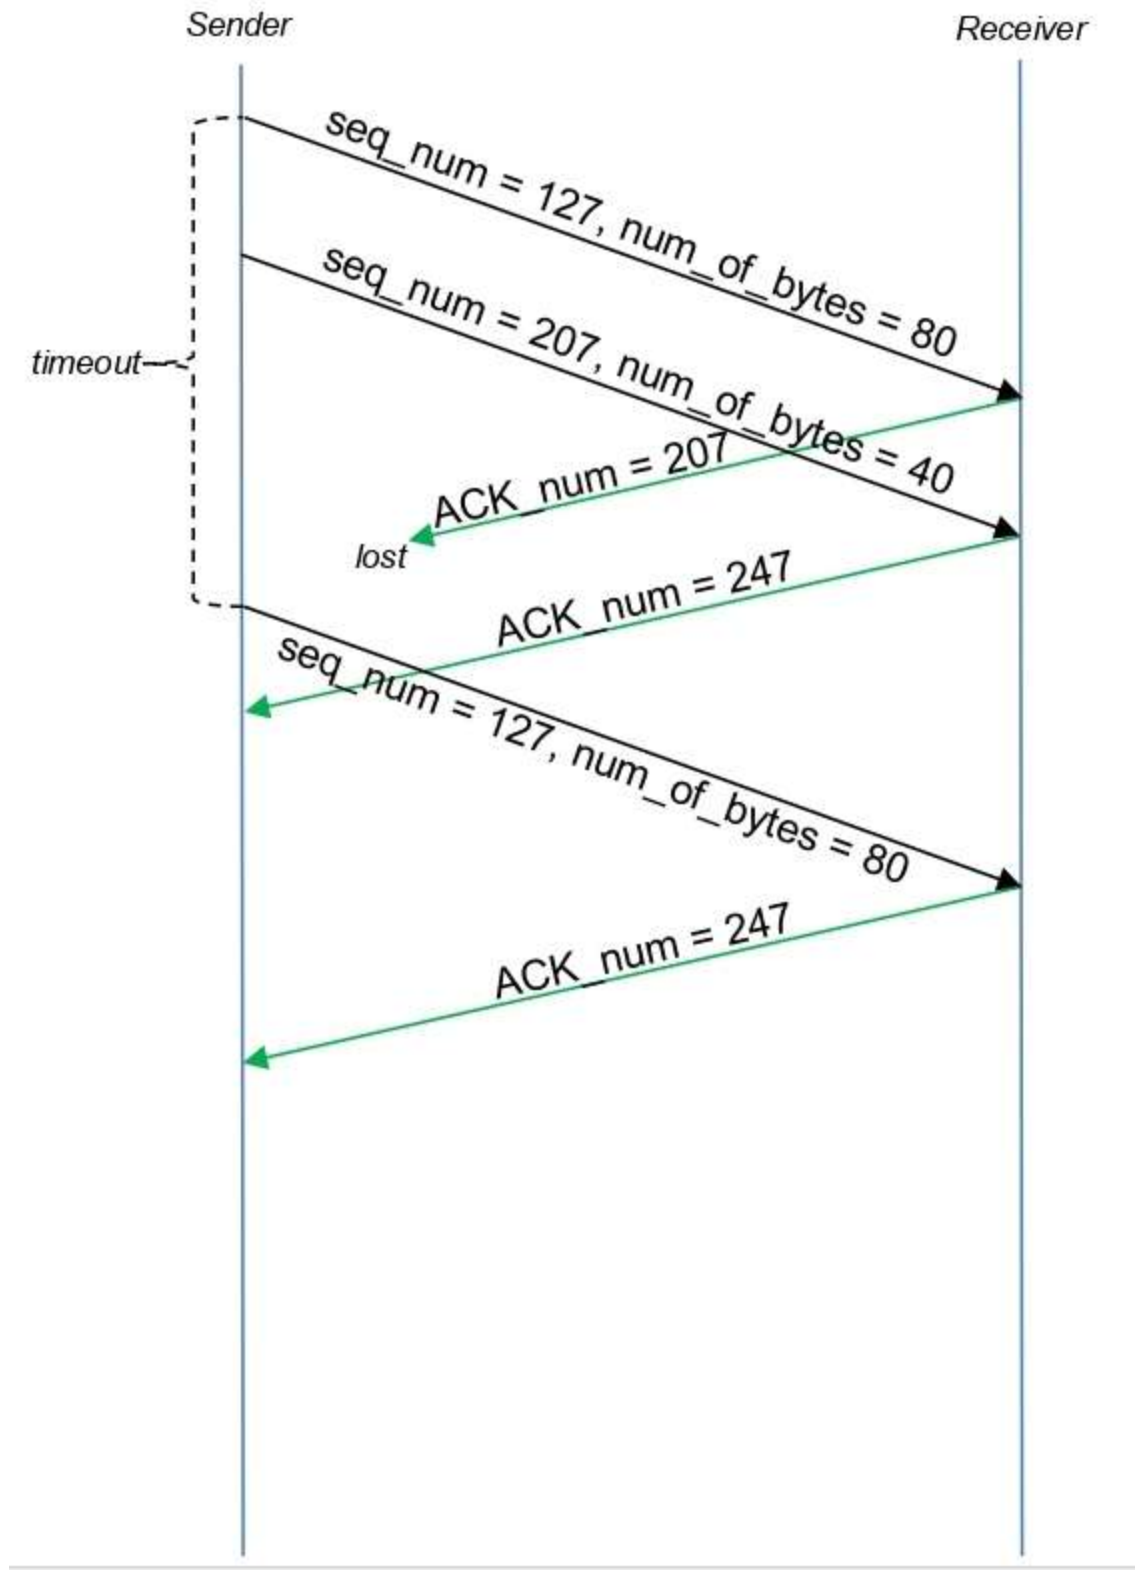 Sender
Receiver
seq_num = 127, num_of_bytes = 80
seq_num = 207, num_of_bytes = 40
timeout
ACK_num = 207
lost
ACK_num = 247
seq_num = 127, num_of_bytes = 80
ACK_num = 247